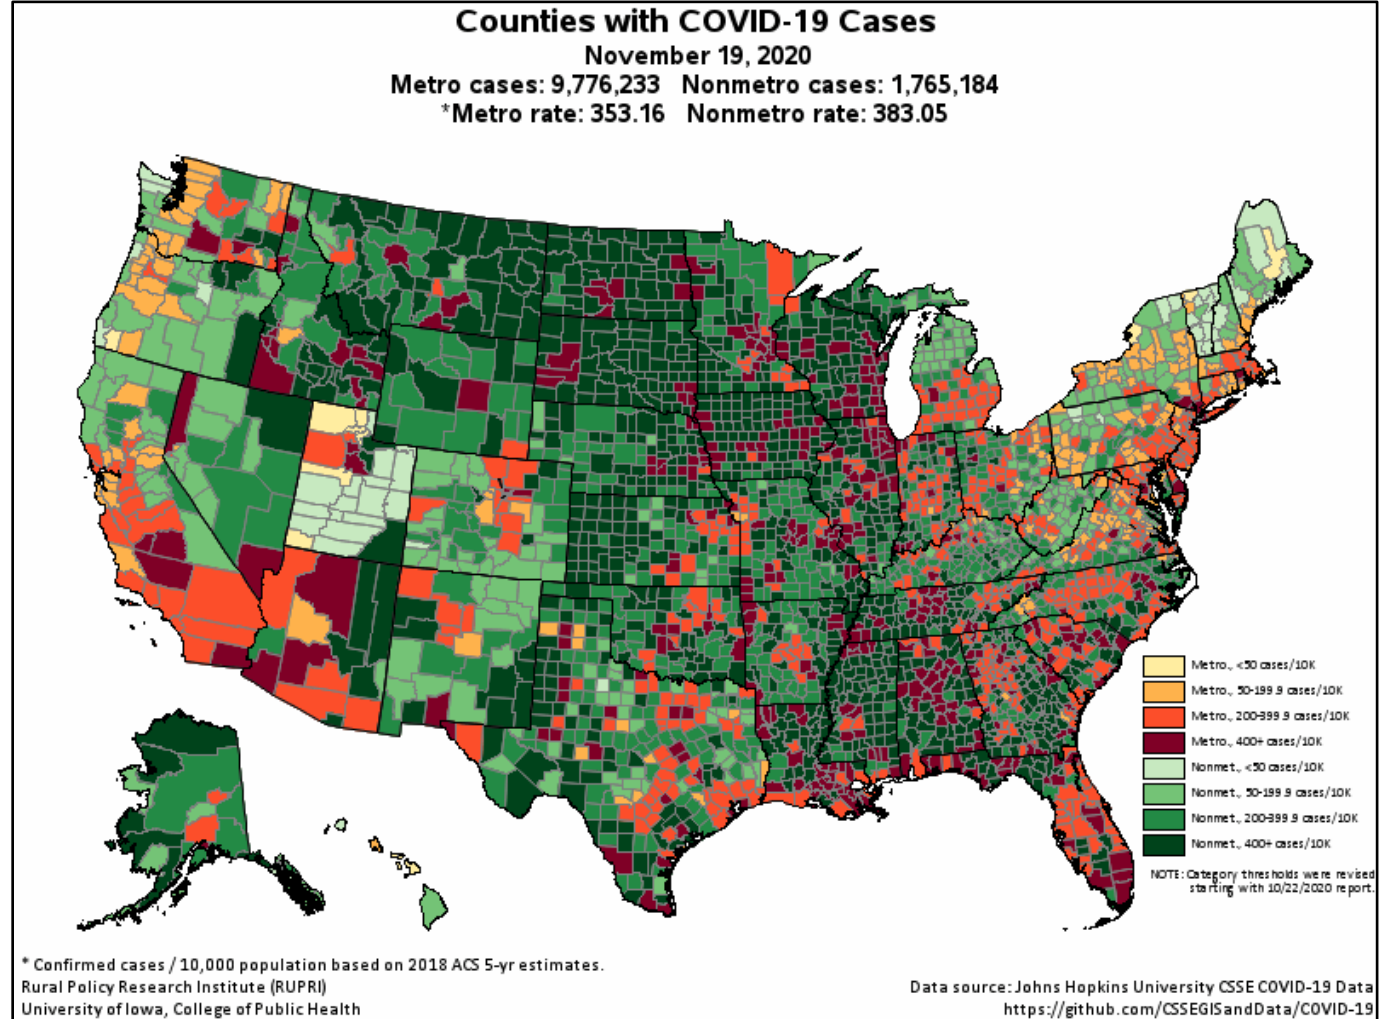 Counties with COVID-19 Cases
November 19, 2020
Metro cases: 9,776,233 Nonmetro cases: 1,765,184
*Metro rate: 353.16 Nonmetro rate: 383.05
Metro., <50 cases/10K
Metro., 50-199.9 cases/10K
Metro., 200-399.9 cases/10K
Metro., 400+ cases/10K
Nonmet., <50 cases/10K
Nonmet., 50-199.9 cases/10K
Nonmet., 200-399.9 cases/10K
Nonmet., 400+ cases/10K
NOTE: Category thresholds were revised
starting with 10/22/2020 report.
* Confirmed cases / 10,000 population based on 2018 ACS 5-yr estimates.
Rural Policy Research Institute (RUPRI)
University of Iowa, College of Public Health
Data source: Johns Hopkins University CSSE COVID-19 Data
https://github.com/CSSEGISandData/COVID-19